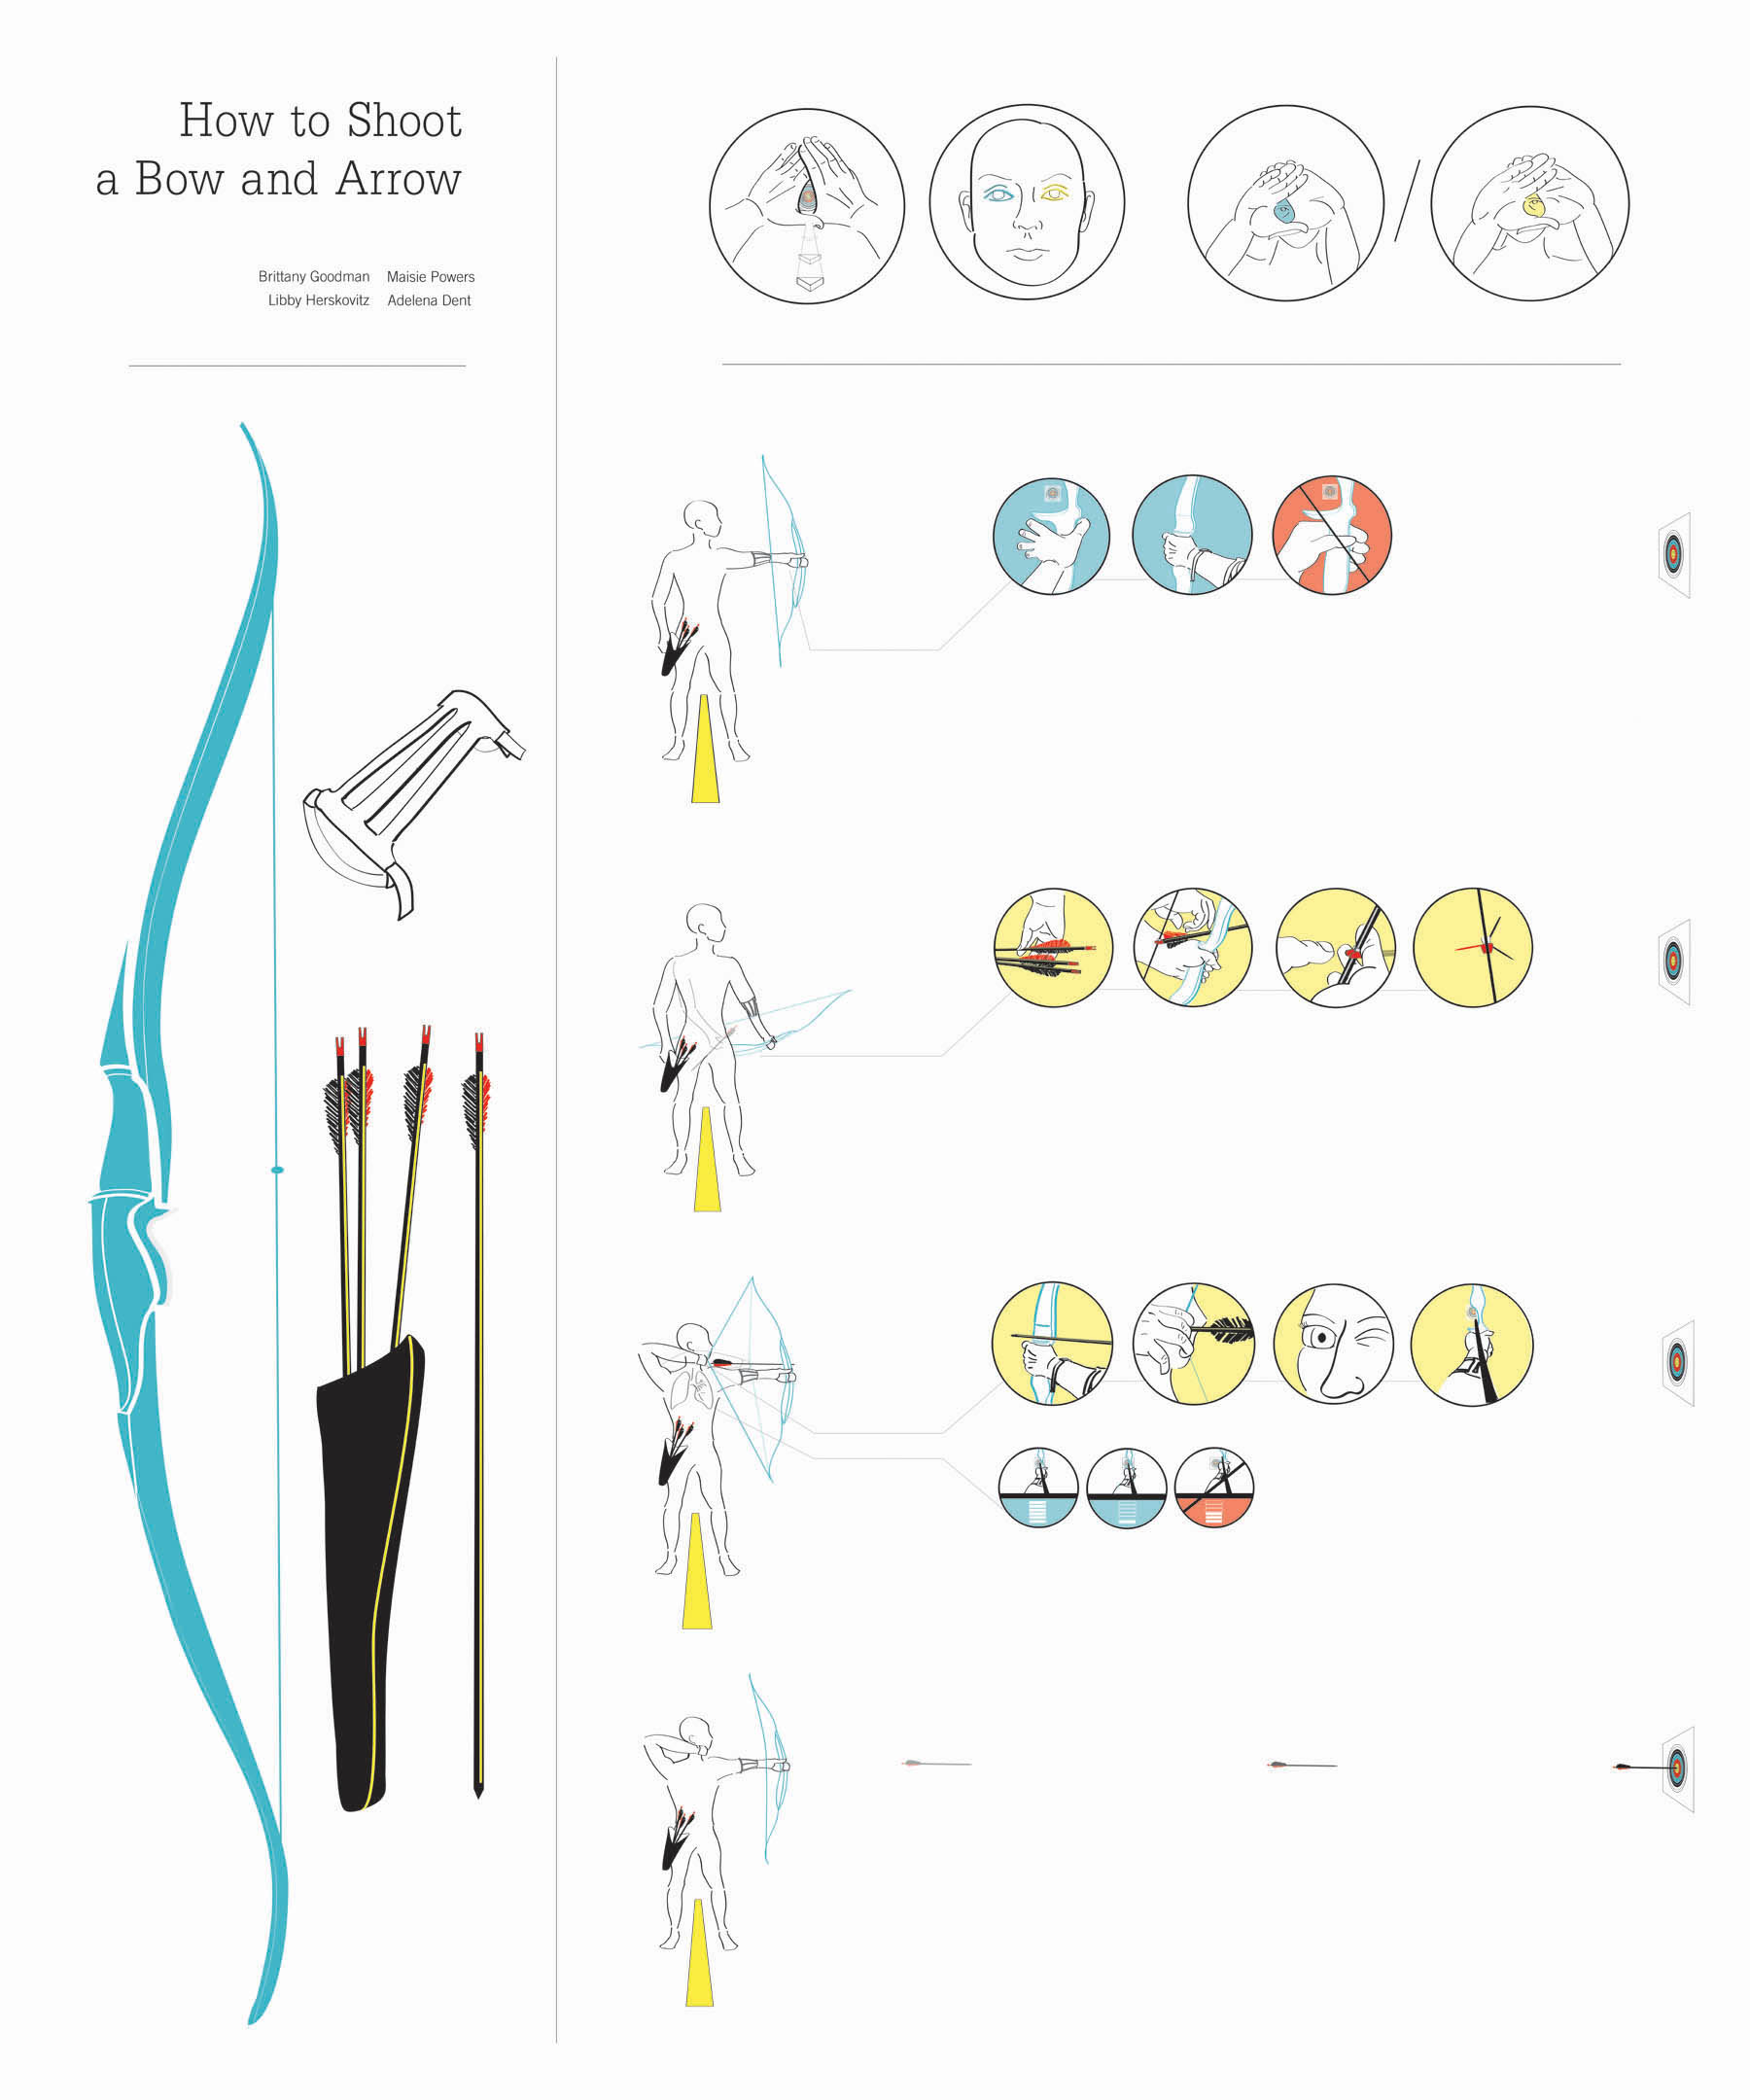 How to Shoot
a Bow and Arrow
Brittany Goodman Maisie Powers
Libby Herskovitz Adelena Dent